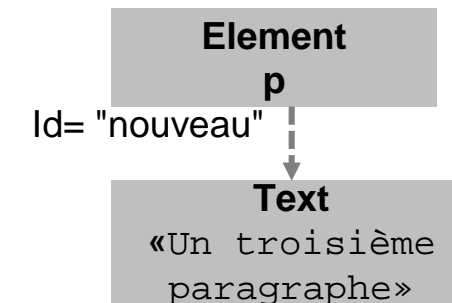 Element
p
Id= "nouveau"
Text
«Un troisième
paragraphe»